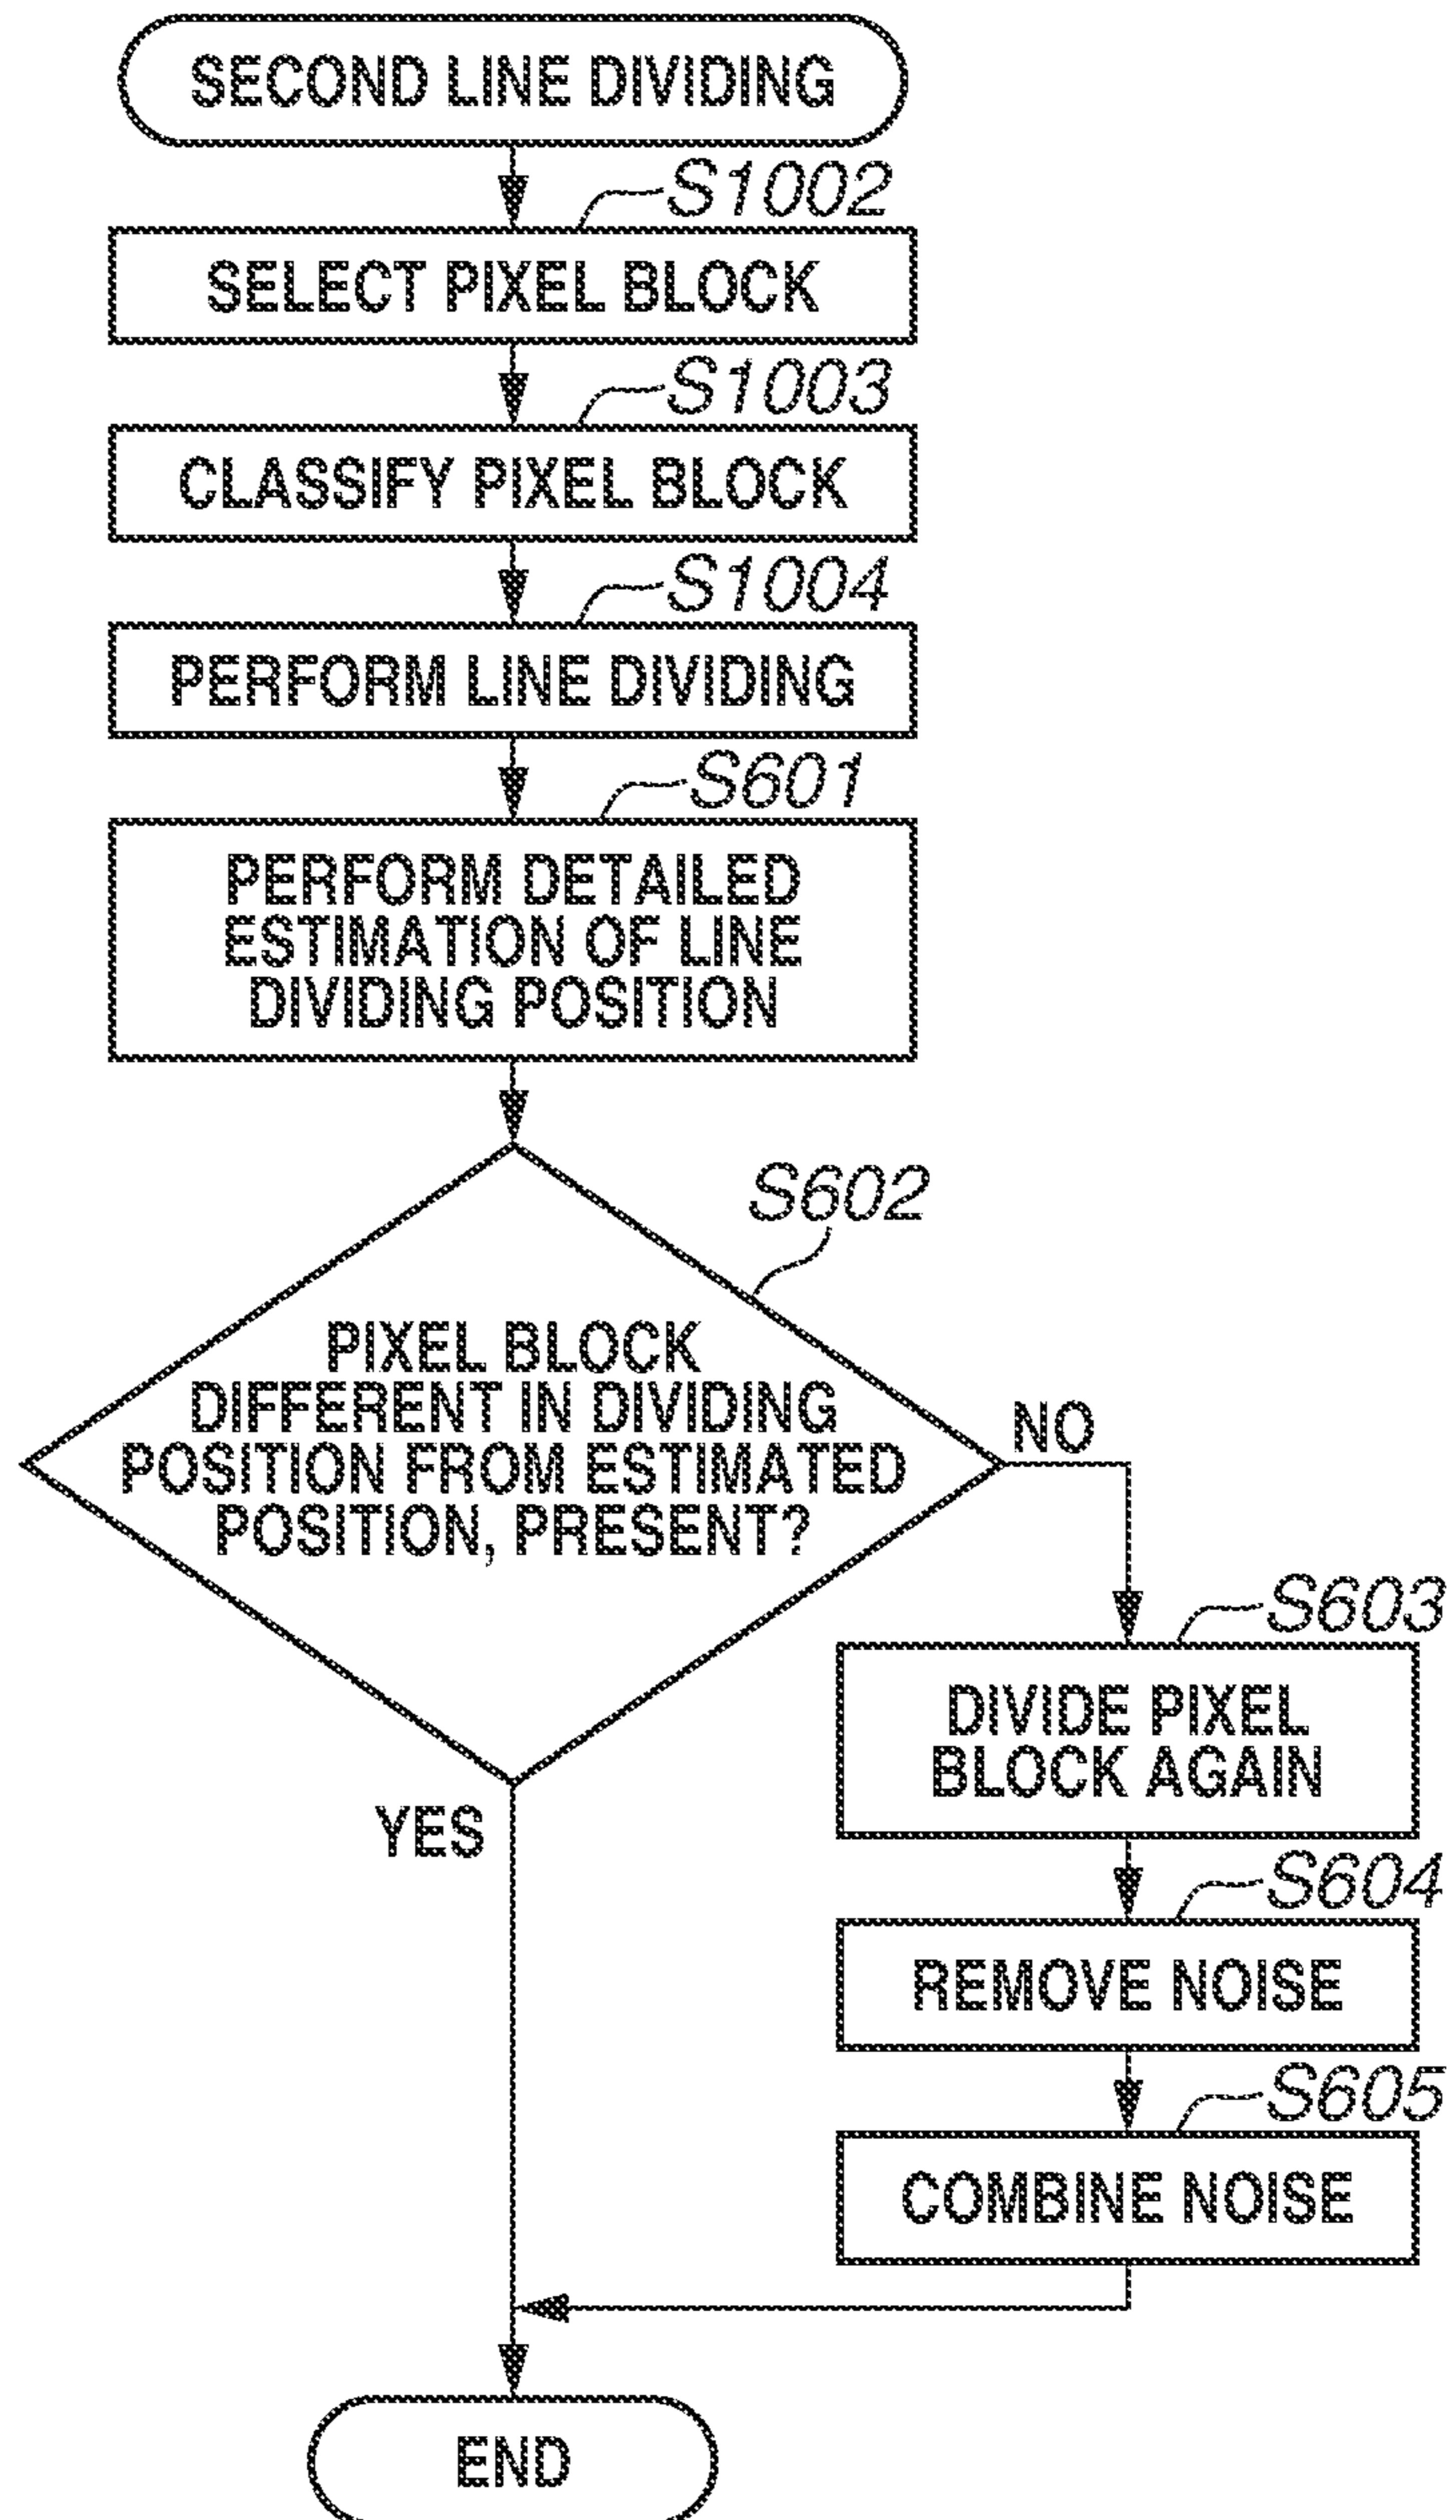 SECOND LINE DIVIDING
S1002
SELECT PIXEL BLOCK
S1003
CLASSIFY PIXEL BLOCK
S1004
PERFORM LINE DIVIDING
S601
PERFORM DETAILED
ESTIMATION OF LINE
DIVIDING POSITION
S602
PIXEL BLOCK
DIFFERENT IN DIVIDING
POSITION FROM ESTIMATED
POSITION, PRESENT?
NO
YES
S603
DIVIDE PIXEL
BLOCK AGAIN
S604
REMOVE NOISE
S605
COMBINE NOISE
END